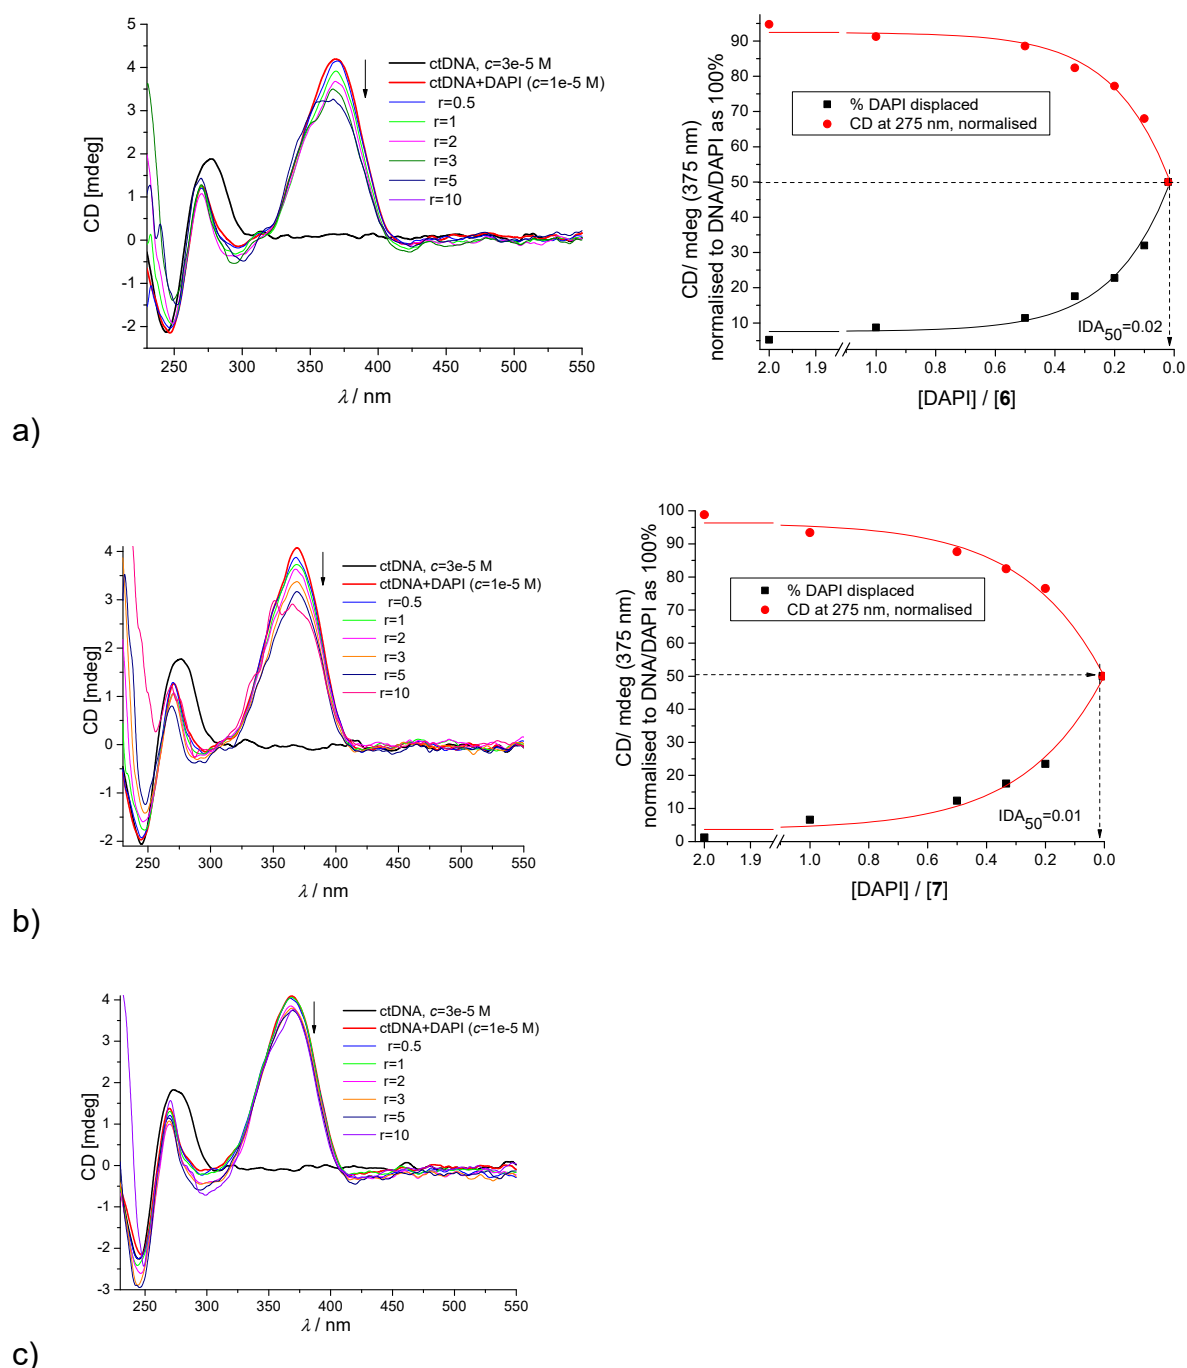 5
4
3
2
1
0
-1
-2
250 300 350 400 450 500 550
CD [mdeg]
λ / nm
ctDNA, c=3e-5 M
ctDNA+DAPI (c=1e-5 M)
r=0.5
r=1
r=2
r=3
r=5
r=10
90
80
70
60
50
40
30
20
10
2.0 1.9 1.0 0.8 0.6 0.4 0.2 0.0
CD/ mdeg (375 nm)
normalised to DNA/DAPI as 100%
% DAPI displaced
CD at 275 nm, normalised
IDA50=0.02
[DAPI] / [6]
a)
4
3
2
1
0
-1
-2
250 300 350 400 450 500 550
CD [mdeg]
λ / nm
ctDNA, c=3e-5 M
ctDNA+DAPI (c=1e-5 M)
r=0.5
r=1
r=2
r=3
r=5
r=10
100
90
80
70
60
50
40
30
20
10
0
2.0 1.9 1.0 0.8 0.6 0.4 0.2 0.0
CD/ mdeg (375 nm)
normalised to DNA/DAPI as 100%
% DAPI displaced
CD at 275 nm, normalised
IDA50=0.01
[DAPI] / [7]
b)
4
3
2
1
0
-1
-2
-3
250 300 350 400 450 500 550
CD [mdeg]
λ / nm
ctDNA, c=3e-5 M
ctDNA+DAPI (c=1e-5 M)
r=0.5
r=1
r=2
r=3
r=5
r=10
c)